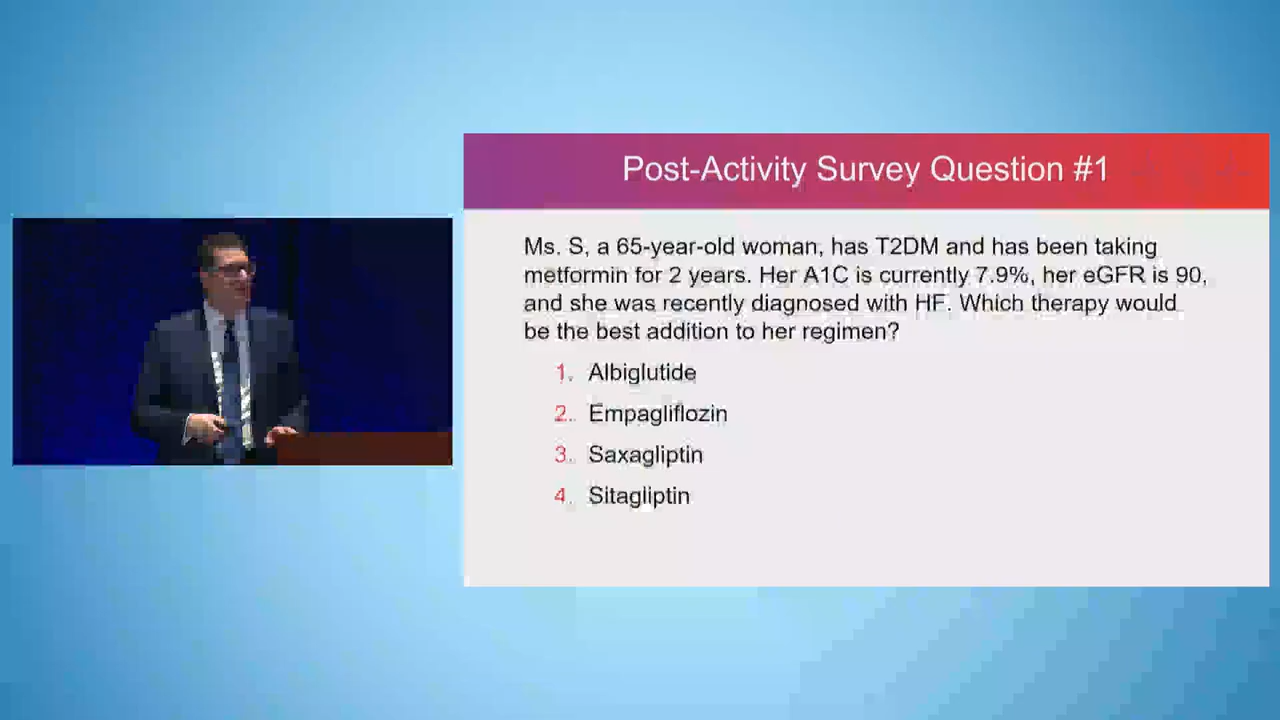 Post-Activity Survey Question #1
Ms. S, a 65-year-old woman, has T2DM and has been taking
metformin for 2 years. Her A1C is currently 7.9%, her eGFR is 90,
and she was recently diagnosed with HF. Which therapy would
be the best addition to her regimen?
1. Albiglutide
2. Empagliflozin
3. Saxagliptin
4. Sitagliptin